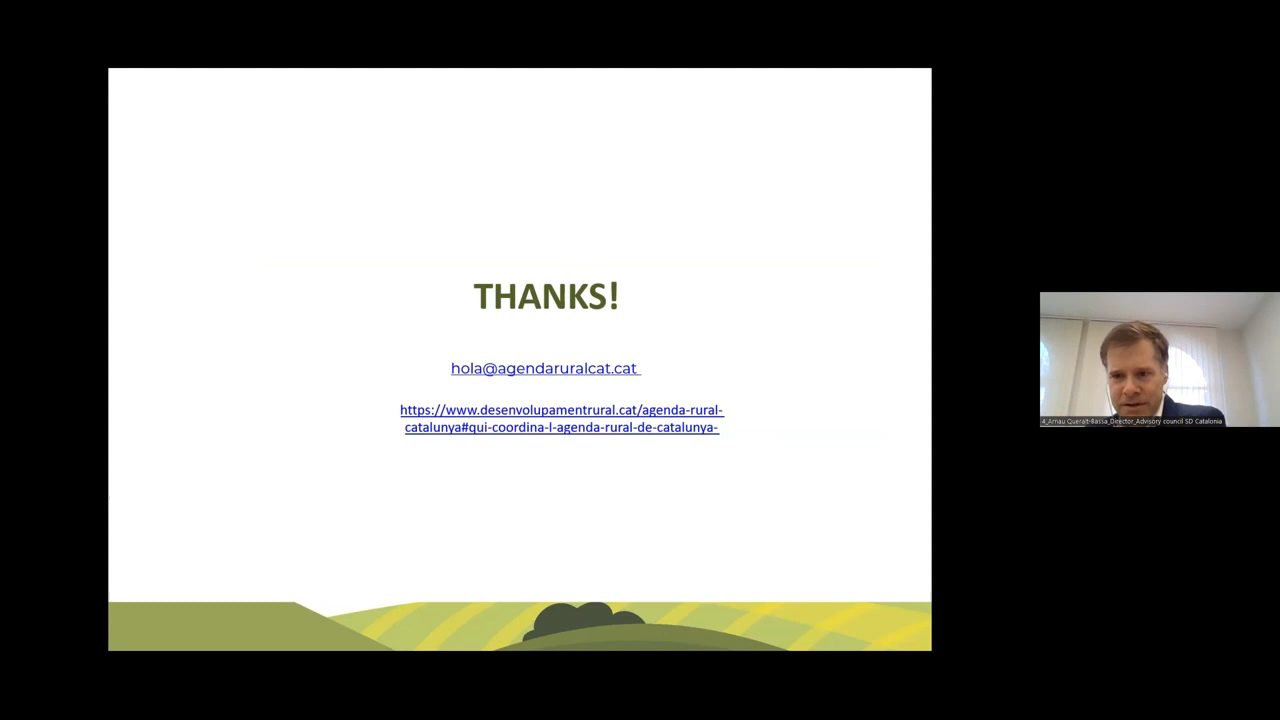 THANKS!
hola@agendaruralcat.cat
https://www.desenvolupamentrural.cat/agenda-rural-
catalunya#qui-coordina-l-agenda-rural-de-catalunya-
4_Arnau Queralt-Bassa_Director_Advisory council SD Catalonia